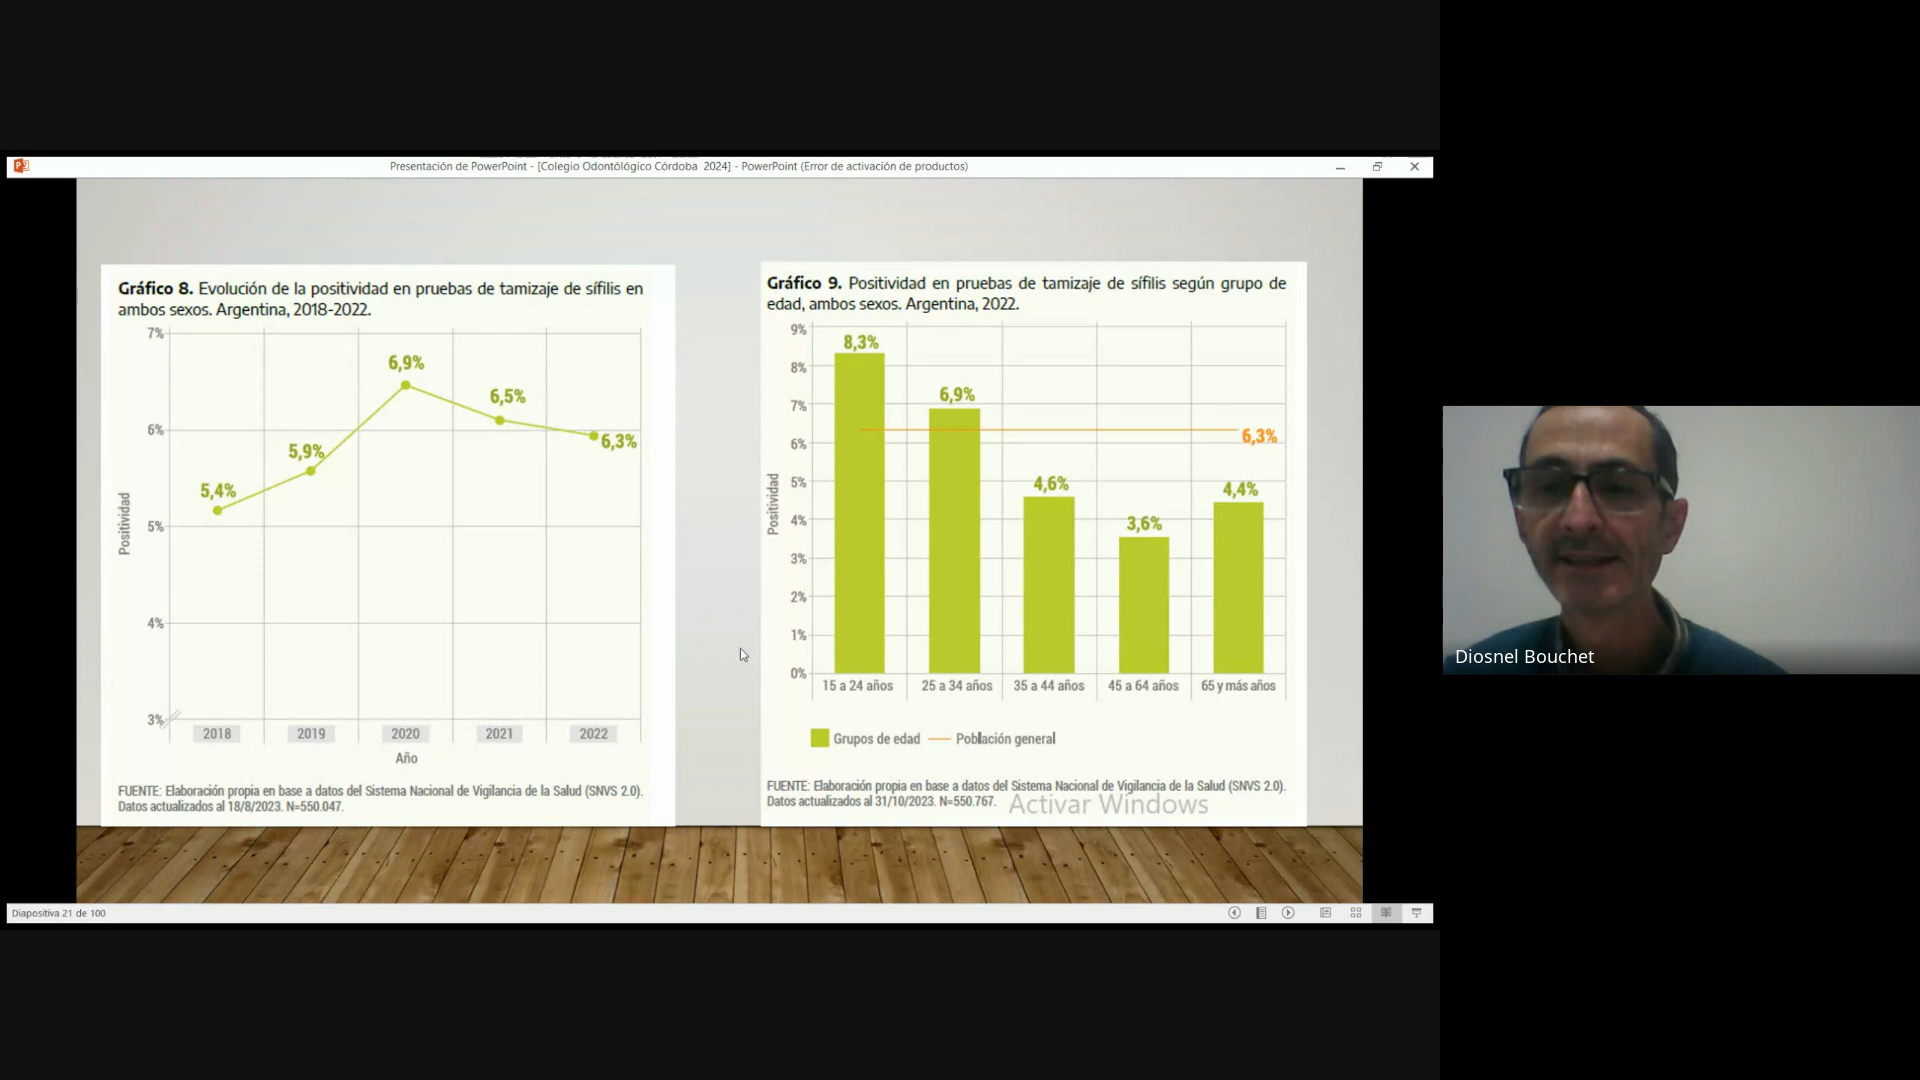 Presentación de PowerPoint - [Colegio Odontólógico Córdoba  2024] - PowerPoint (Error de activación de productos)
Gráfico 8. Evolución de la positividad en pruebas de tamizaje de sífilis en
ambos sexos. Argentina, 2018-2022.
7%
6%
5%
4%
3%
Positividad
5,4%
5,9%
6,9%
6,5%
6,3%
2018
2019
2020
2021
2022
Año
FUENTE: Elaboración propia en base a datos del Sistema Nacional de Vigilancia de la Salud (SNVS 2.0).
Datos actualizados al 18/8/2023. N=550.047.
Gráfico 9. Positividad en pruebas de tamizaje de sífilis según grupo de
edad, ambos sexos. Argentina, 2022.
9%
8%
7%
6%
5%
4%
3%
2%
1%
0%
Positividad
8,3%
6,9%
4,6%
3,6%
4,4%
6,3%
15 a 24 años
25 a 34 años
35 a 44 años
45 a 64 años
65 y más años
Grupos de edad
Población general
FUENTE: Elaboración propia en base a datos del Sistema Nacional de Vigilancia de la Salud (SNVS 2.0).
Datos actualizados al 31/10/2023. N=550.767.
Activar Windows
Diosnel Bouchet
Diapositiva 21 de 100